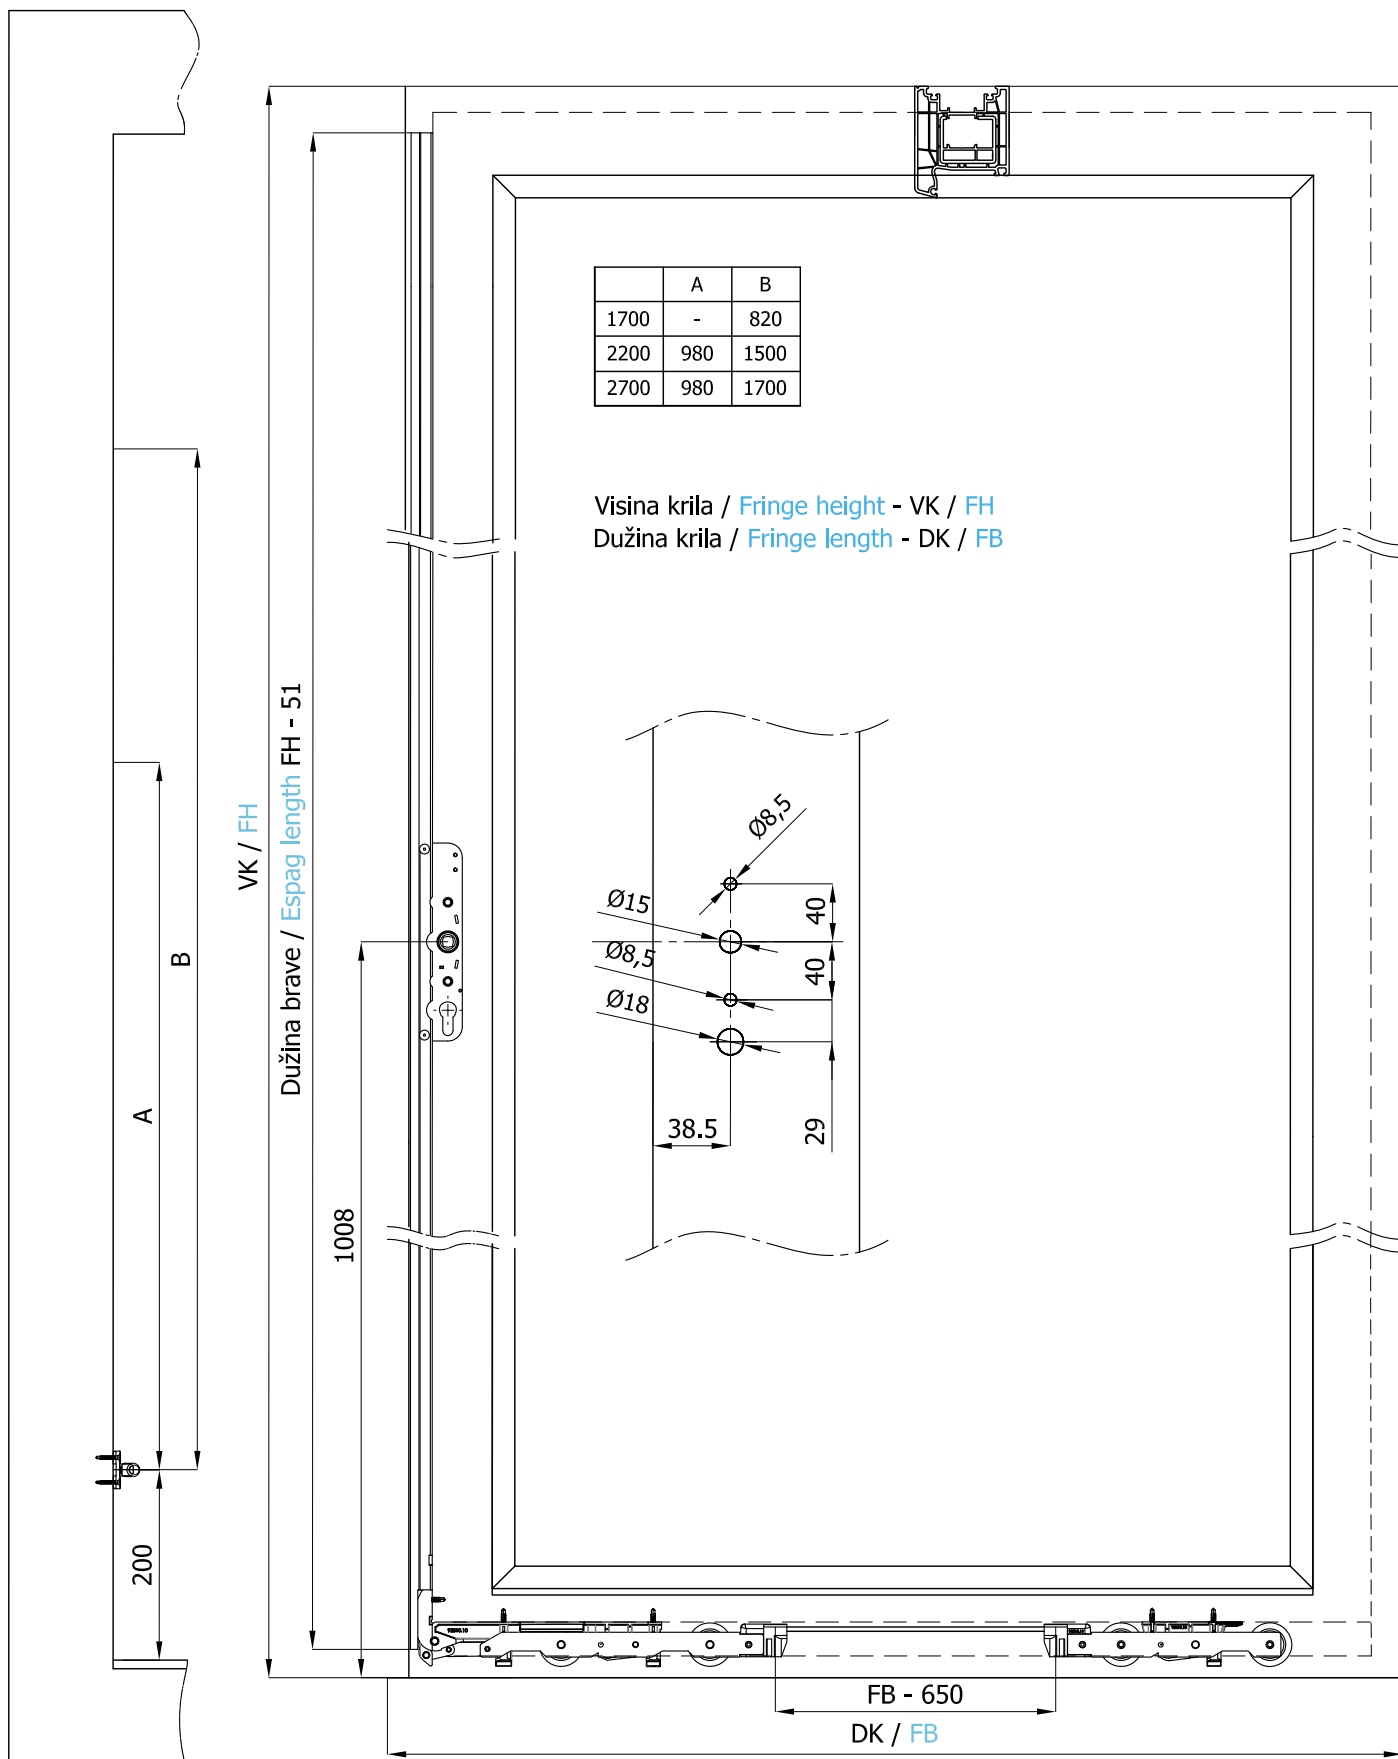 A B
1700 - 820
2200 980 1500
2700 980 1700
Visina krila / Fringe height - VK / FH
Dužina krila / Fringe length - DK / FB
VK / FH
Dužina brave / Espag length FH - 51
B
A
200
1008
Ø8,5
Ø15
Ø8,5
Ø18
40
40
29
38.5
FB - 650
DK / FB